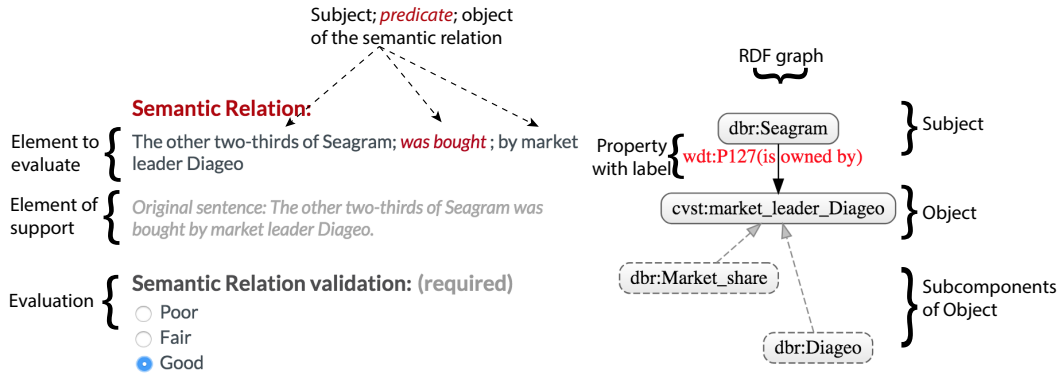 Subject; predicate; object
of the semantic relation
Semantic Relation:
Element to
evaluate
The other two-thirds of Seagram; was bought ; by market
leader Diageo
Element of
support
Original sentence: The other two-thirds of Seagram was
bought by market leader Diageo.
Evaluation
Semantic Relation validation: (required)
Poor
Fair
Good
RDF graph
dbr:Seagram
Subject
Property
with label
wdt:P127(is owned by)
cvst:market_leader_Diageo
Object
dbr:Market_share
dbr:Diageo
Subcomponents
of Object